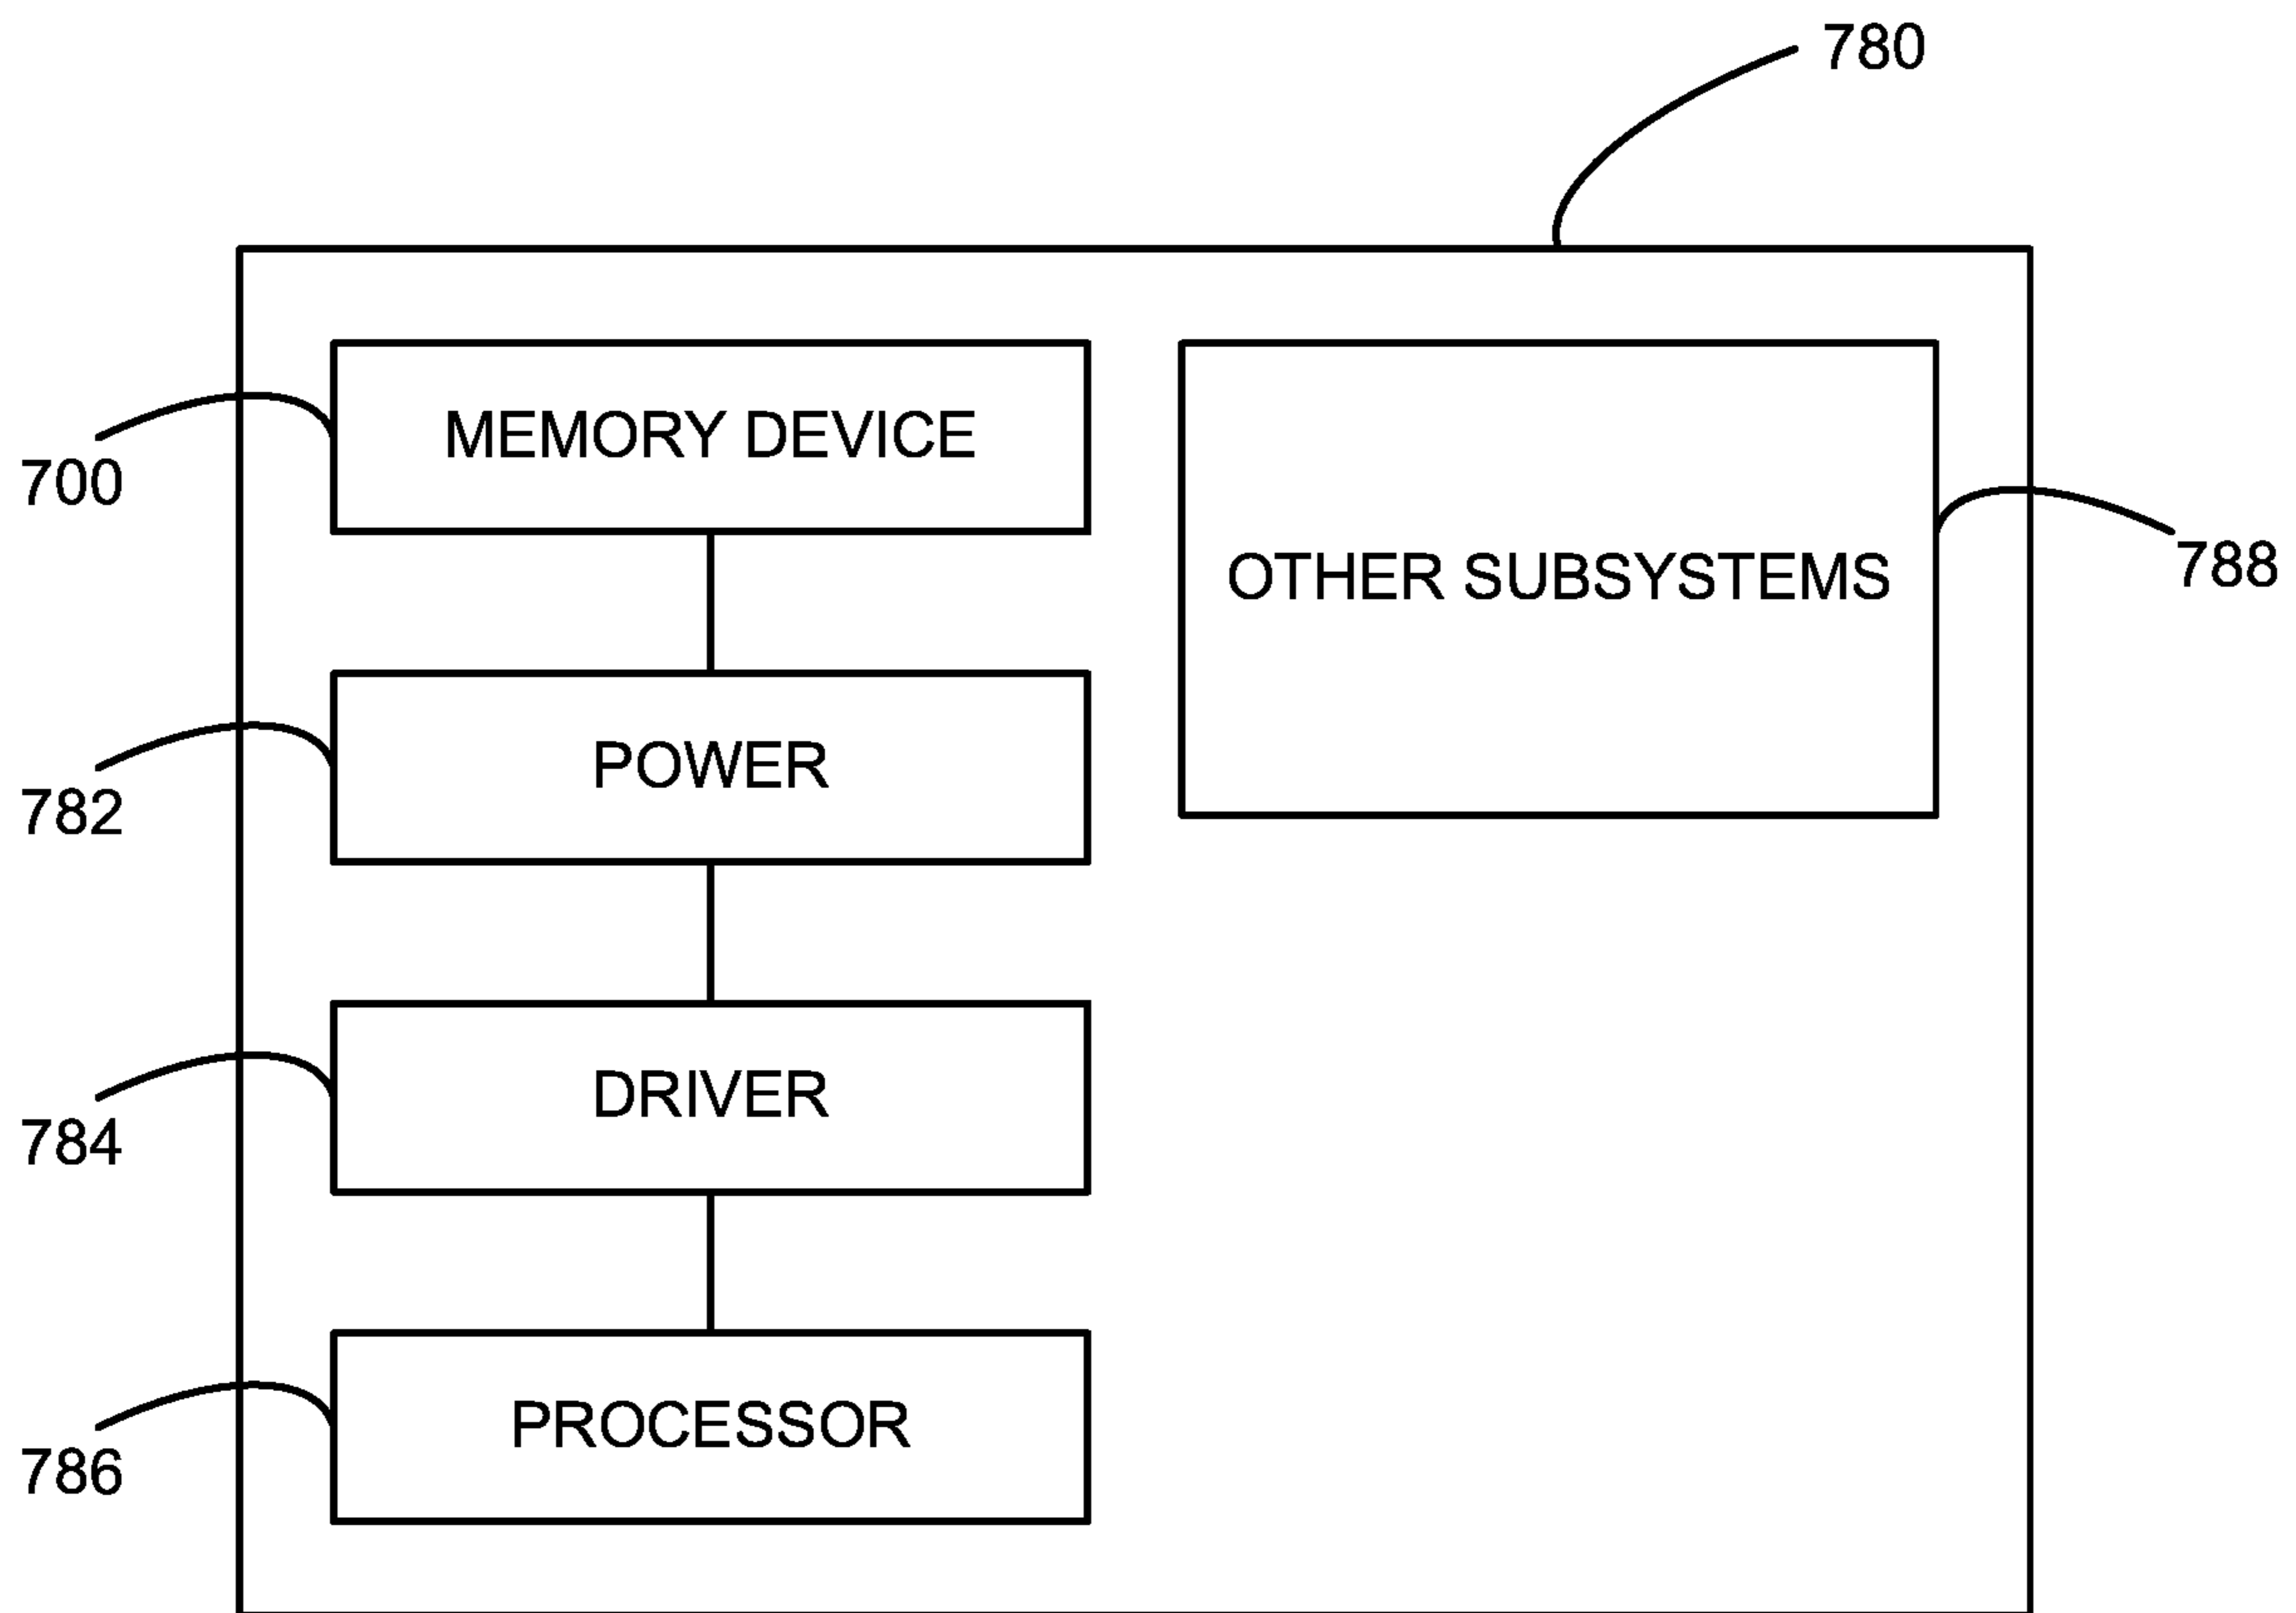 780
MEMORY DEVICE
700
OTHER SUBSYSTEMS
788
POWER
782
DRIVER
784
PROCESSOR
786